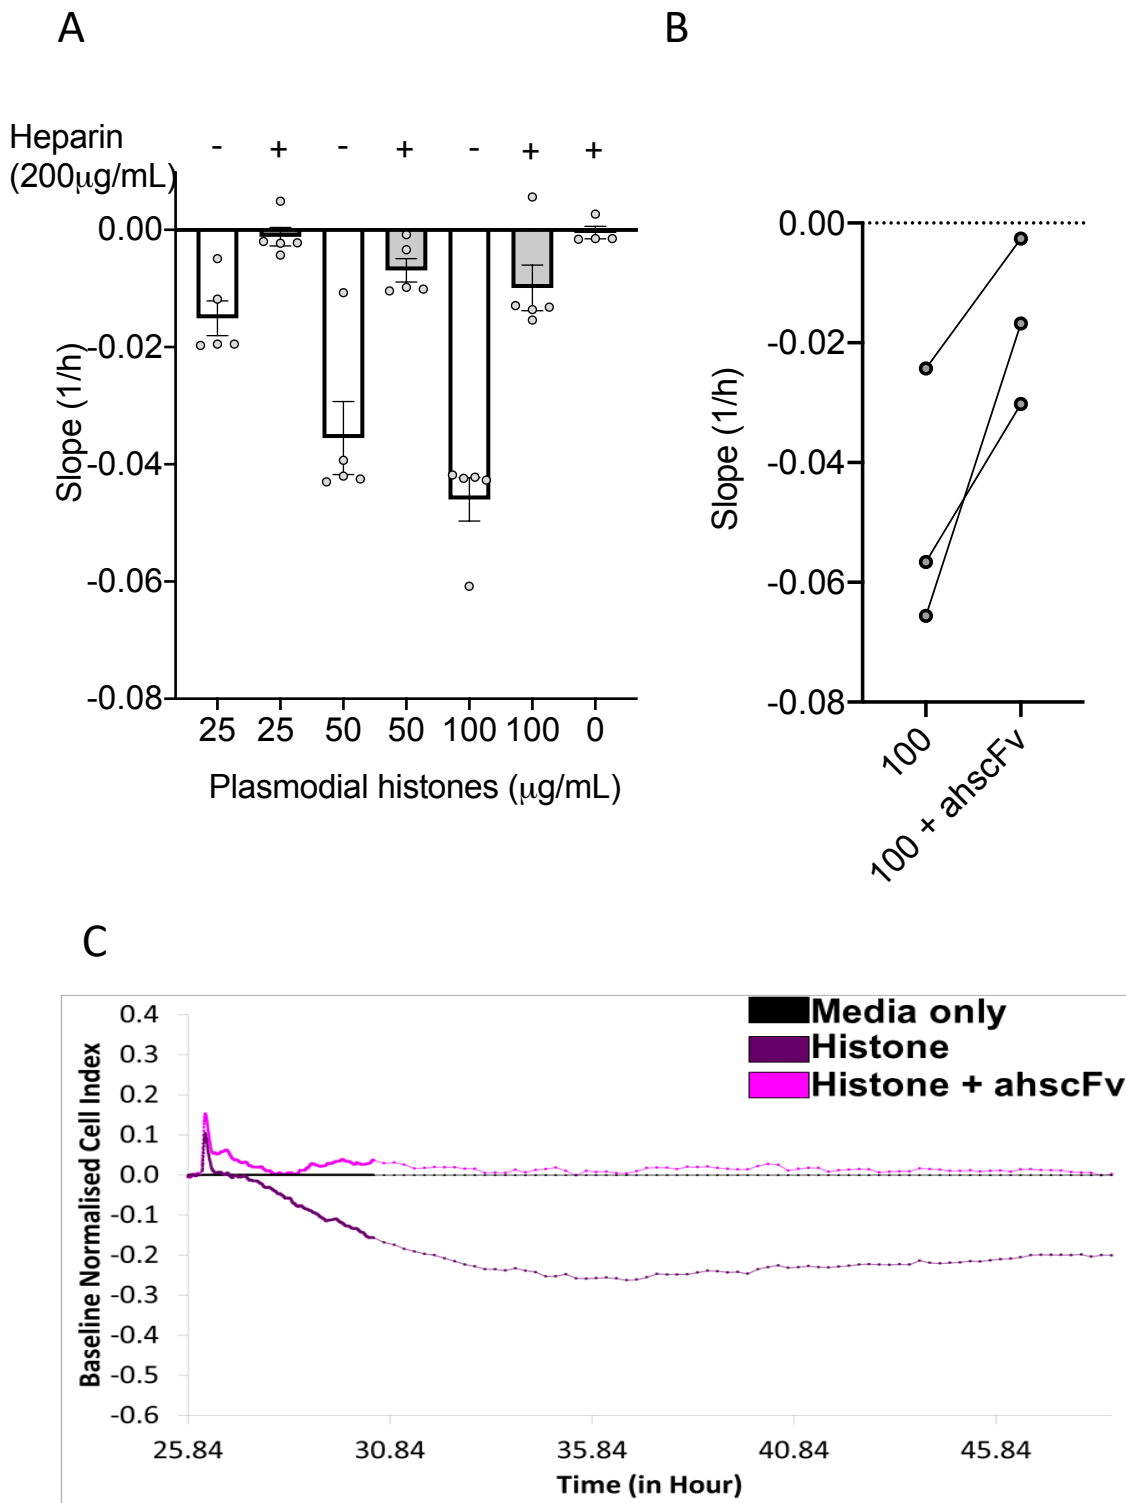 A
B
Heparin
(200μg/mL)
- + - + - + +
0.00
-0.02
-0.04
-0.06
-0.08
Slope (1/h)
25 25 50 50 100 100 0
Plasmodial histones (μg/mL)
0.00
-0.02
-0.04
-0.06
-0.08
Slope (1/h)
100
100 + ahscFv
C
Media only
Histone
Histone + ahscFv
0.4
0.3
0.2
0.1
0.0
-0.1
-0.2
-0.3
-0.4
-0.5
-0.6
Baseline Normalised Cell Index
25.84 30.84 35.84 40.84 45.84
Time (in Hour)